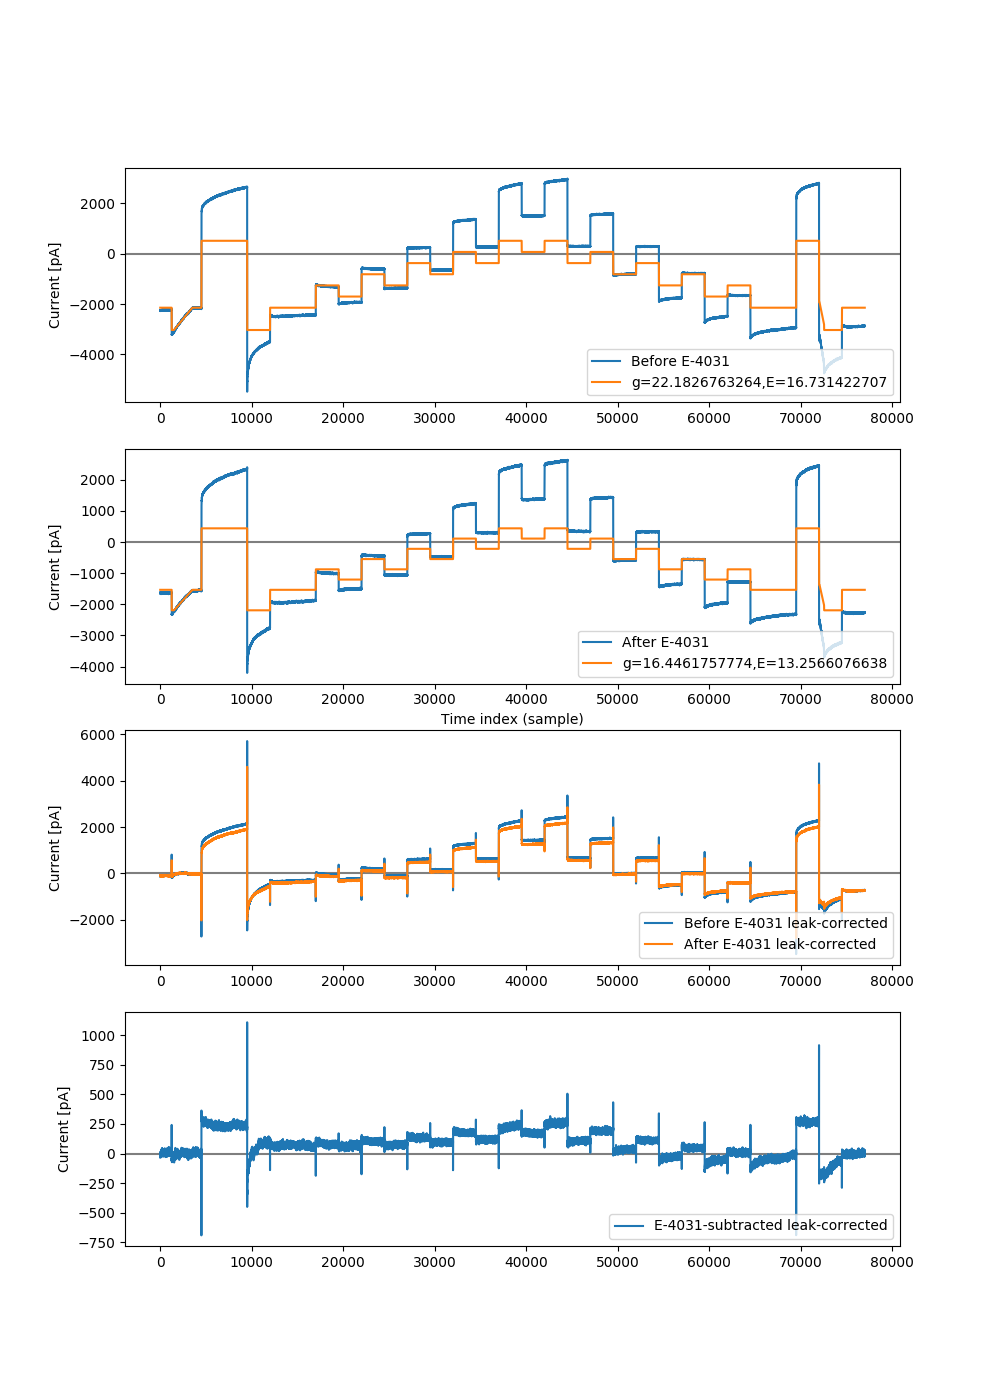 2000
0
−2000
−4000
Current [pA]
Before E-4031
g=22.1826763264,E=16.731422707
0 10000 20000 30000 40000 50000 60000 70000 80000
2000
1000
0
−1000
−2000
−3000
−4000
Current [pA]
After E-4031
g=16.4461757774,E=13.2566076638
0 10000 20000 30000 40000 50000 60000 70000 80000
Time index (sample)
6000
4000
2000
0
−2000
Current [pA]
Before E-4031 leak-corrected
After E-4031 leak-corrected
0 10000 20000 30000 40000 50000 60000 70000 80000
1000
750
500
250
0
−250
−500
−750
Current [pA]
E-4031-subtracted leak-corrected
0 10000 20000 30000 40000 50000 60000 70000 80000